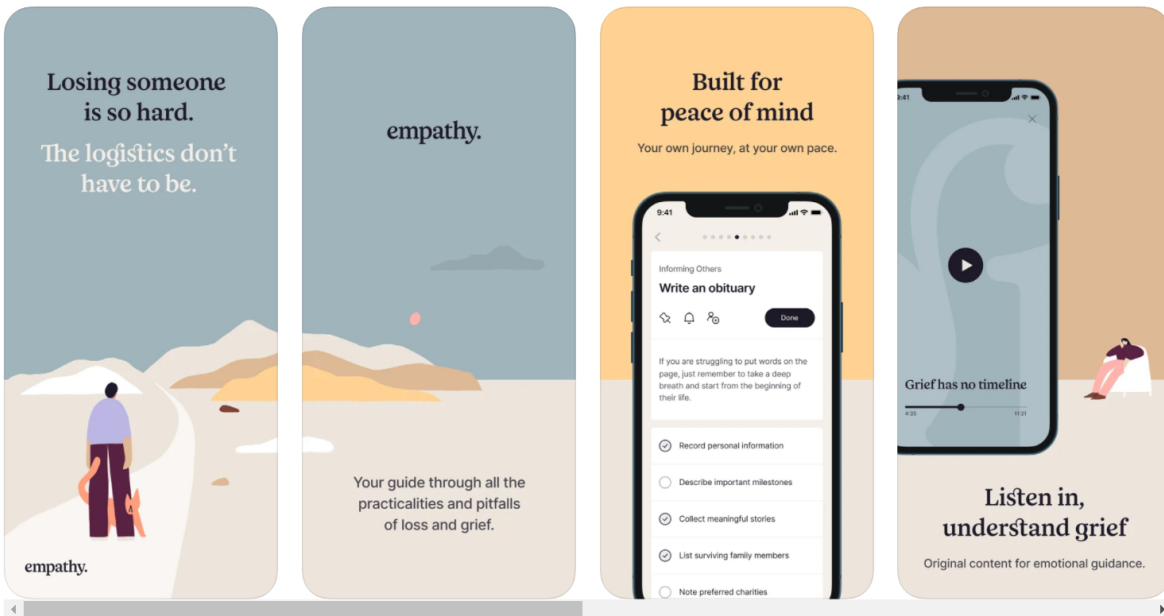 Losing someone
is so hard.
The logistics don't
have to be.
empathy.
empathy.
Your guide through all the
practicalities and pitfalls
of loss and grief.
Built for
peace of mind
Your own journey, at your own pace.
9:41
Informing Others
Write an obituary
Done
If you are struggling to put words on the
page, just remember to take a deep
breath and start from the beginning of
their life.
Record personal information
Describe important milestones
Collect meaningful stories
List surviving family members
Note preferred charities
9:41
Grief has no timeline
4:25 11:21
Listen in,
understand grief
Original content for emotional guidance.